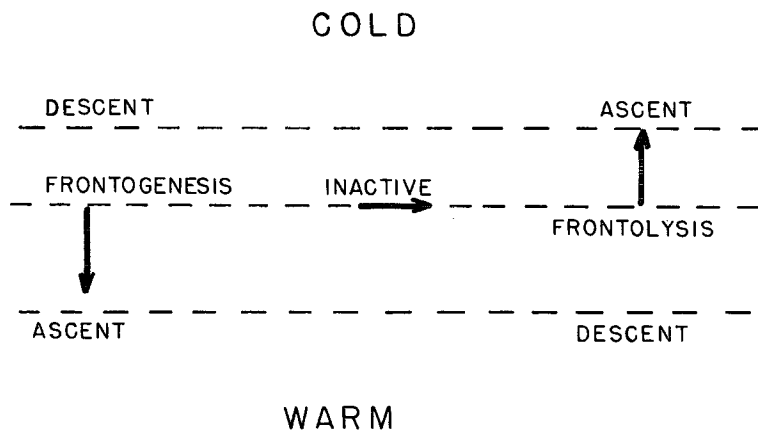 COLD
DESCENT ASCENT
FRONTOGENESIS INACTIVE
FRONTOLYSIS
ASCENT DESCENT
WARM